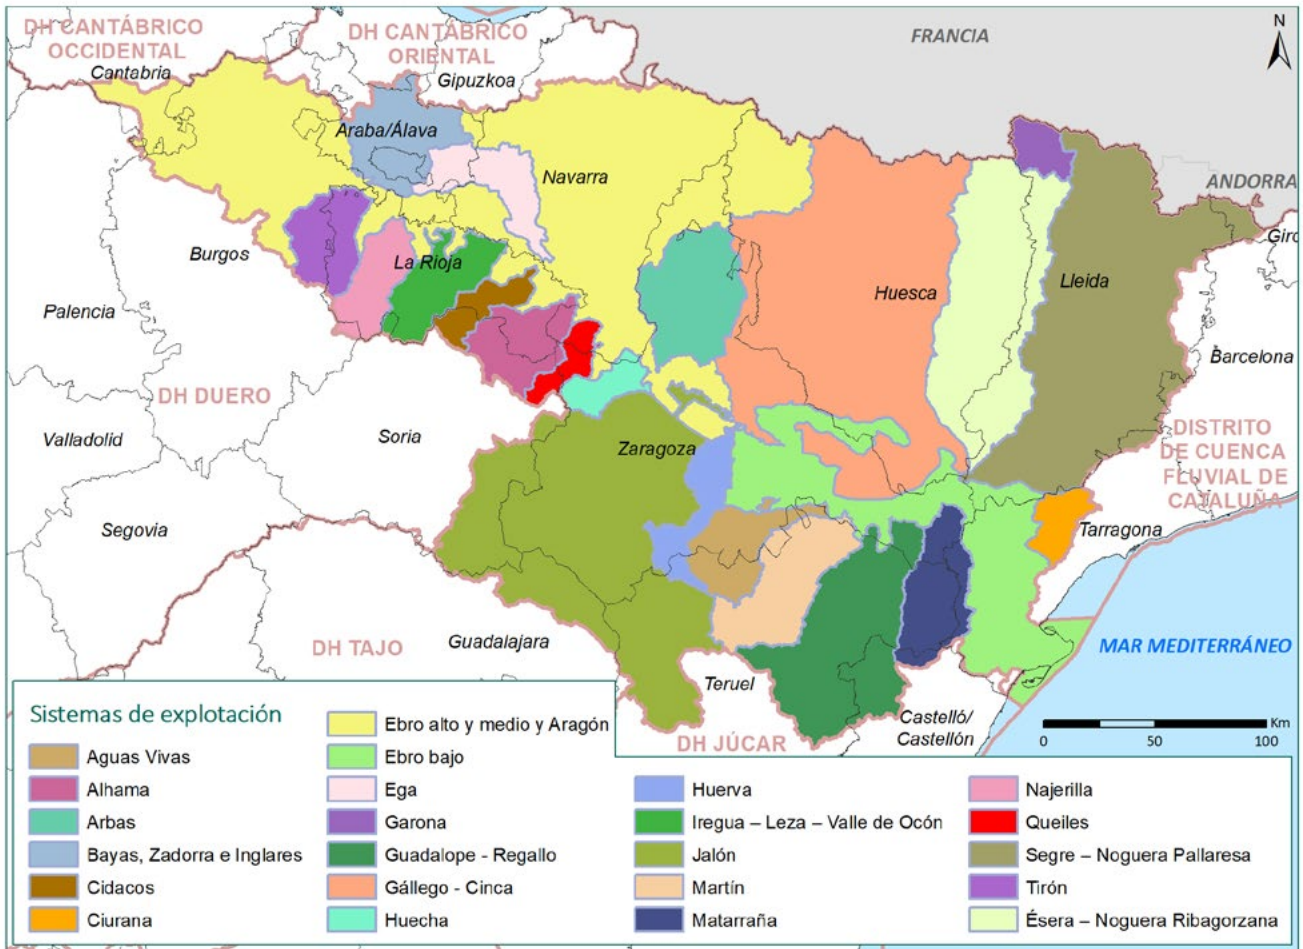 DH CANTÁBRICO
OCCIDENTAL
Cantabria
DH CANTÁBRICO
ORIENTAL
Gipuzkoa
FRANCIA
N
Araba/Álava
Navarra
ANDORRA
Burgos
La Rioja
Huesca
Lleida
Palencia
Barcelona
DH DUERO
Valladolid
Soria
Zaragoza
DISTRITO
DE CUENCA
FLUVIAL DE
CATALUÑA
Segovia
Tarragona
DH TAJO
Guadalajara
MAR MEDITERRÁNEO
Teruel
Castelló/
Castellón
DH JÚCAR
Km
0 50 100
Sistemas de explotación
Aguas Vivas
Alhama
Arbas
Bayas, Zadorra e Inglares
Cidacos
Ciurana
Ebro alto y medio y Aragón
Ebro bajo
Ega
Garona
Guadalope - Regallo
Gállego - Cinca
Huecha
Huerva
Iregua – Leza – Valle de Ocón
Jalón
Martín
Matarraña
Najerilla
Queiles
Segre – Noguera Pallaresa
Tirón
Ésera – Noguera Ribagorzana